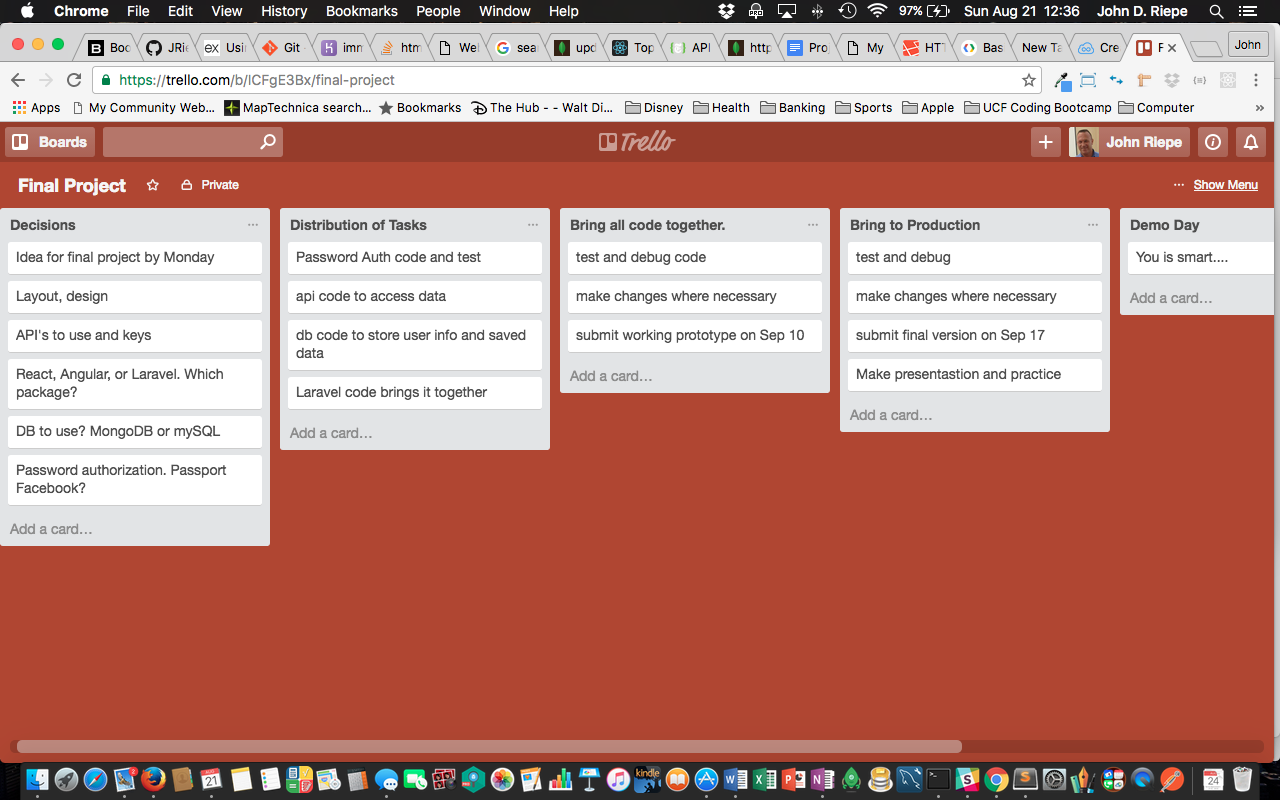 Chrome File Edit View History Bookmarks People Window Help 97% Sun Aug 21 12:36 John D. Riepe
Boc JRie ex Usi Git imn htm We sea upd Top API http Pro My HTT Bas New Ta Cre F John
https://trello.com/b/lCFgE3Bx/final-project
Apps My Community Web... MapTechnica search... Bookmarks The Hub - - Walt Di... Disney Health Banking Sports Apple UCF Coding Bootcamp Computer »
Boards Trello John Riepe
Final Project Private ... Show Menu
Decisions
Idea for final project by Monday
Layout, design
API's to use and keys
React, Angular, or Laravel. Which
package?
DB to use? MongoDB or mySQL
Password authorization. Passport
Facebook?
Add a card...
Distribution of Tasks
Password Auth code and test
api code to access data
db code to store user info and saved
data
Laravel code brings it together
Add a card...
Bring all code together.
test and debug code
make changes where necessary
submit working prototype on Sep 10
Add a card...
Bring to Production
test and debug
make changes where necessary
submit final version on Sep 17
Make presentastion and practice
Add a card...
Demo Day
You is smart....
Add a card...
21 kindle 24